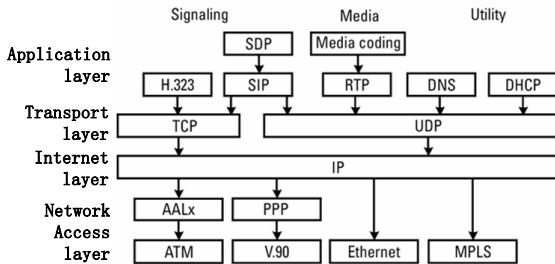 Signaling Media Utility
SDP Media coding
Application
layer
H.323 SIP RTP DNS DHCP
Transport
layer
TCP UDP
Internet
layer
IP
Network
Access
layer
AALx PPP
ATM V.90 Ethernet MPLS